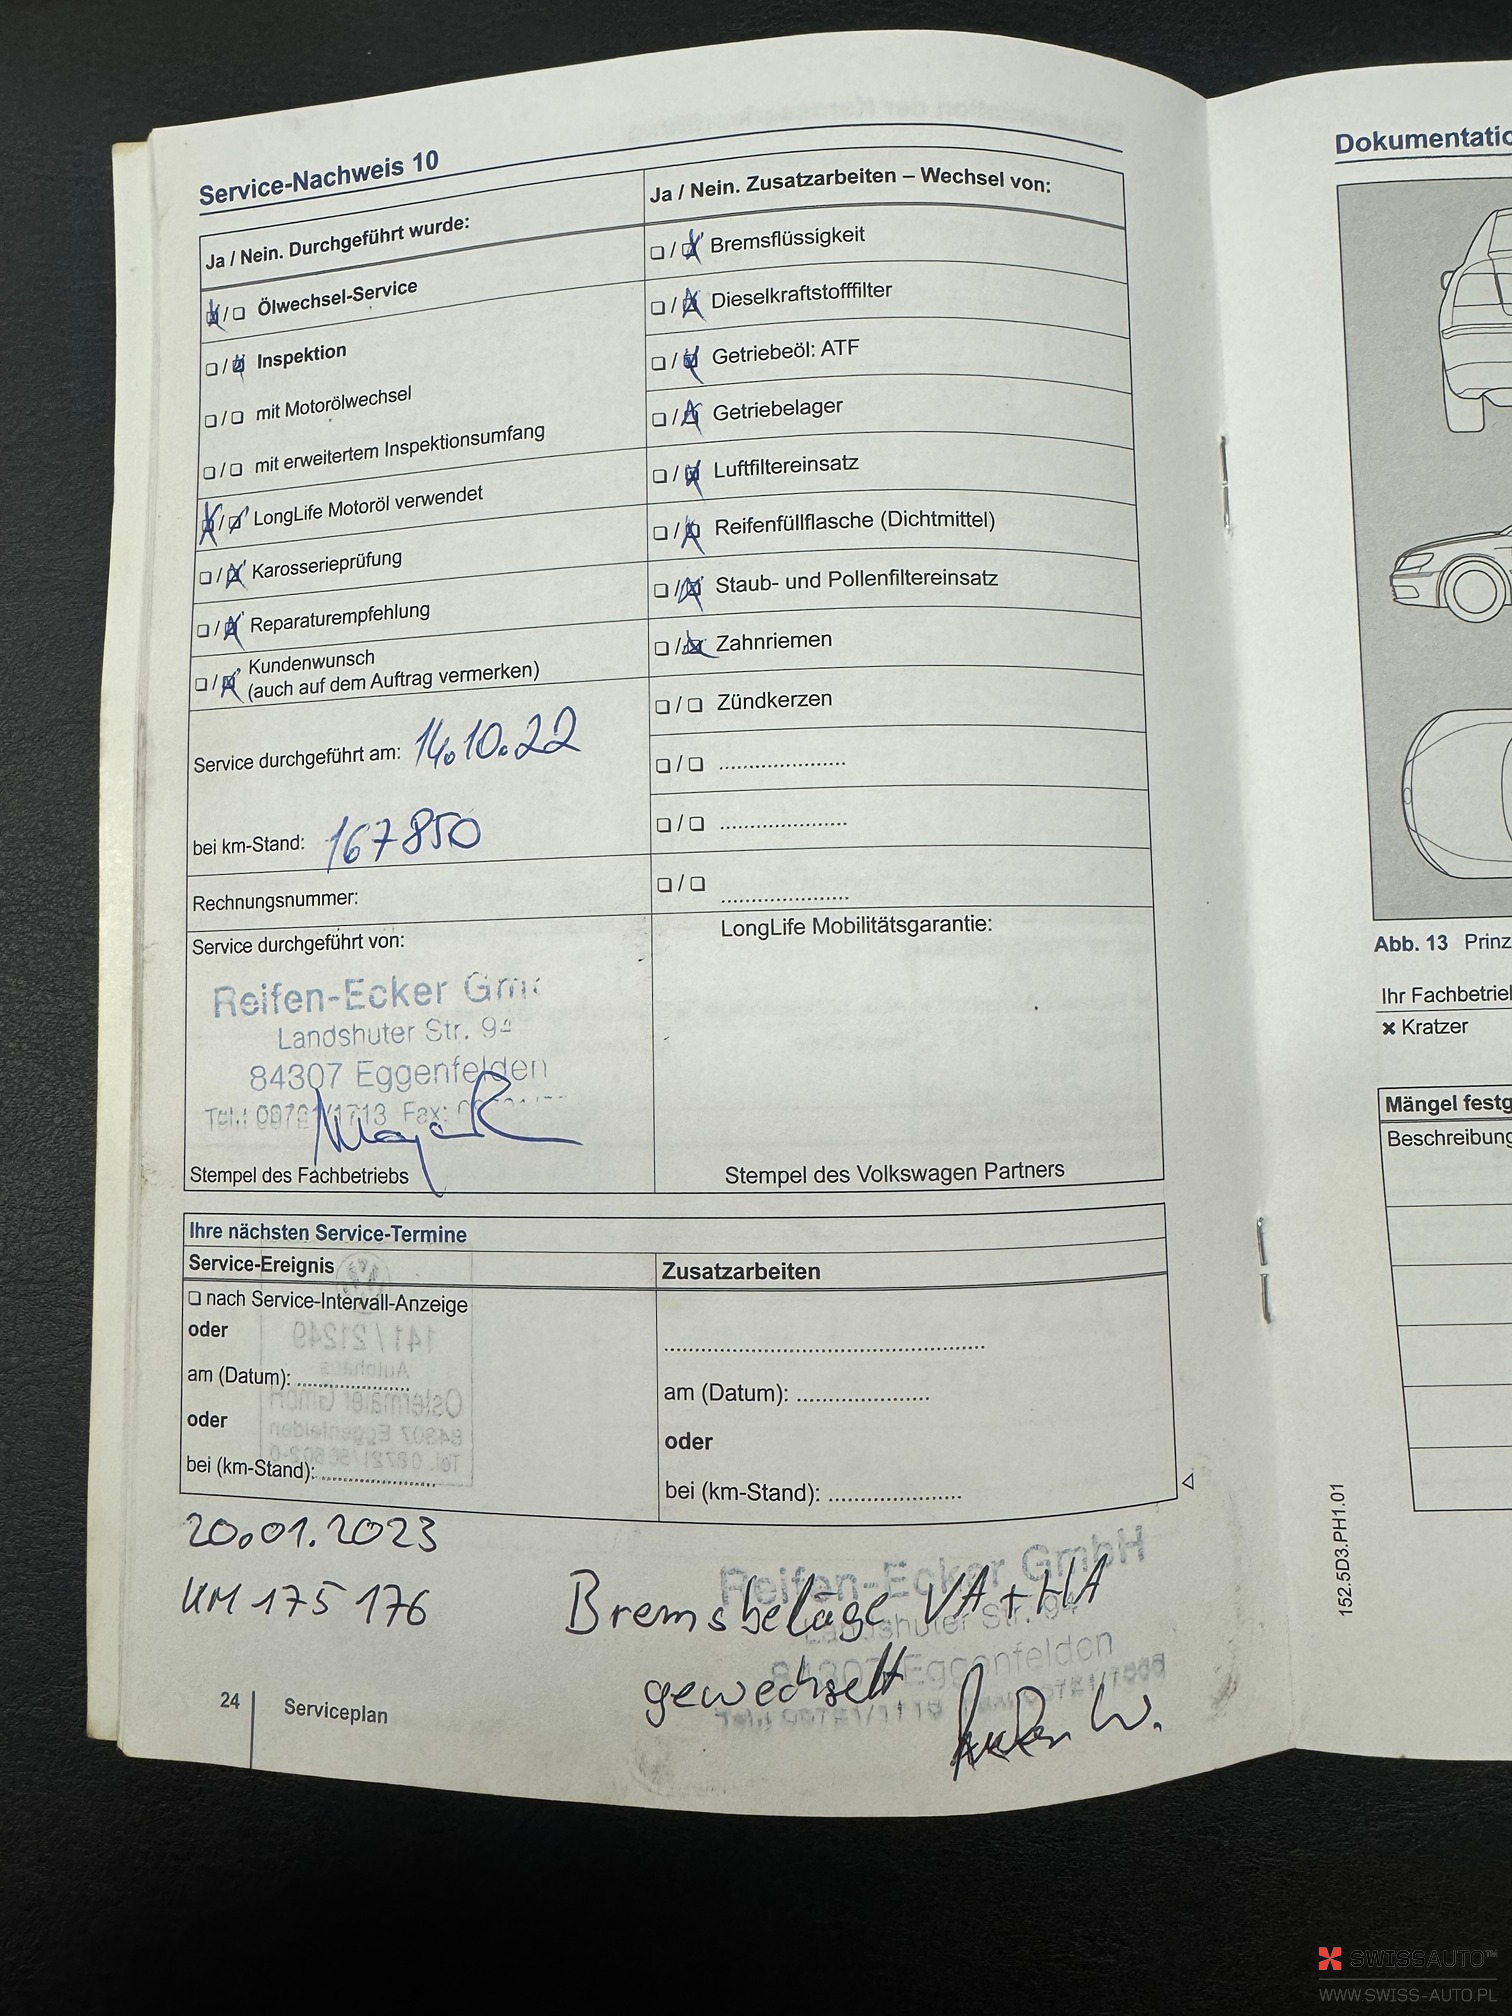 Service-Nachweis 10
Ja / Nein. Durchgeführt wurde:
❏ / ❏ Ölwechsel-Service
❏ / ❏ Inspektion
❏ / ❏ mit Motorölwechsel
❏ / ❏ mit erweitertem Inspektionsumfang
❏ / ❏ LongLife Motoröl verwendet
❏ / ❏ Karosserieprüfung
❏ / ❏ Reparaturempfehlung
❏ / ❏ Kundenwunsch
(auch auf dem Auftrag vermerken)
Service durchgeführt am: 14.10.22
bei km-Stand: 167850
Rechnungsnummer:
Service durchgeführt von:
Reifen-Ecker
Landshuter Str. 94
84307 Eggenfelden
Stempel des Fachbetriebs
Ja / Nein. Zusatzarbeiten – Wechsel von:
❏ / ❏ Bremsflüssigkeit
❏ / ❏ Dieselkraftstofffilter
❏ / ❏ Getriebeöl: ATF
❏ / ❏ Getriebelager
❏ / ❏ Luftfiltereinsatz
❏ / ❏ Reifenfüllflasche (Dichtmittel)
❏ / ❏ Staub- und Pollenfiltereinsatz
❏ / ❏ Zahnriemen
❏ / ❏ Zündkerzen
❏ / ❏ .....................
❏ / ❏ .....................
❏ / ❏ .....................
LongLife Mobilitätsgarantie:
Stempel des Volkswagen Partners
Ihre nächsten Service-Termine
Service-Ereignis
❏ nach Service-Intervall-Anzeige
oder
am (Datum): ...................
oder
bei (km-Stand): ....................
Zusatzarbeiten
.....................................................
am (Datum): .....................
oder
bei (km-Stand): .....................
20.01.2023
KM 175 176
Bremsbeläge VA + HA
gewechselt
Reifen-Ecker GmbH
Landshuter Str. 94
84307 Eggenfelden
24 Serviceplan
152.5D3.PH1.01
Dokumentatio
Abb. 13 Prinz
Ihr Fachbetriel
✖ Kratzer
Mängel festg
Beschreibung
SWISSAUTO™
WWW.SWISS-AUTO.PL